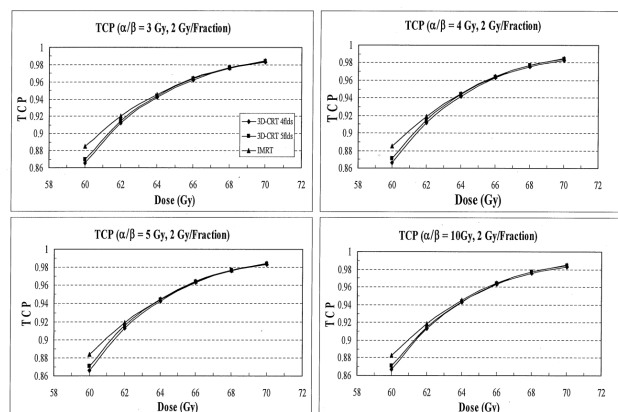 TCP (α/β = 3 Gy, 2 Gy/Fraction)
1
0.98
0.96
0.94
0.92
0.9
0.88
0.86
TCP
3D-CRT 4flds
3D-CRT 5flds
IMRT
58 60 62 64 66 68 70 72
Dose (Gy)
TCP (α/β = 4 Gy, 2 Gy/Fraction)
1
0.98
0.96
0.94
0.92
0.9
0.88
0.86
TCP
58 60 62 64 66 68 70 72
Dose (Gy)
TCP (α/β = 5 Gy, 2 Gy/Fraction)
1
0.98
0.96
0.94
0.92
0.9
0.88
0.86
TCP
58 60 62 64 66 68 70 72
Dose (Gy)
TCP (α/β = 10Gy, 2 Gy/Fraction)
1
0.98
0.96
0.94
0.92
0.9
0.88
0.86
TCP
58 60 62 64 66 68 70 72
Dose (Gy)